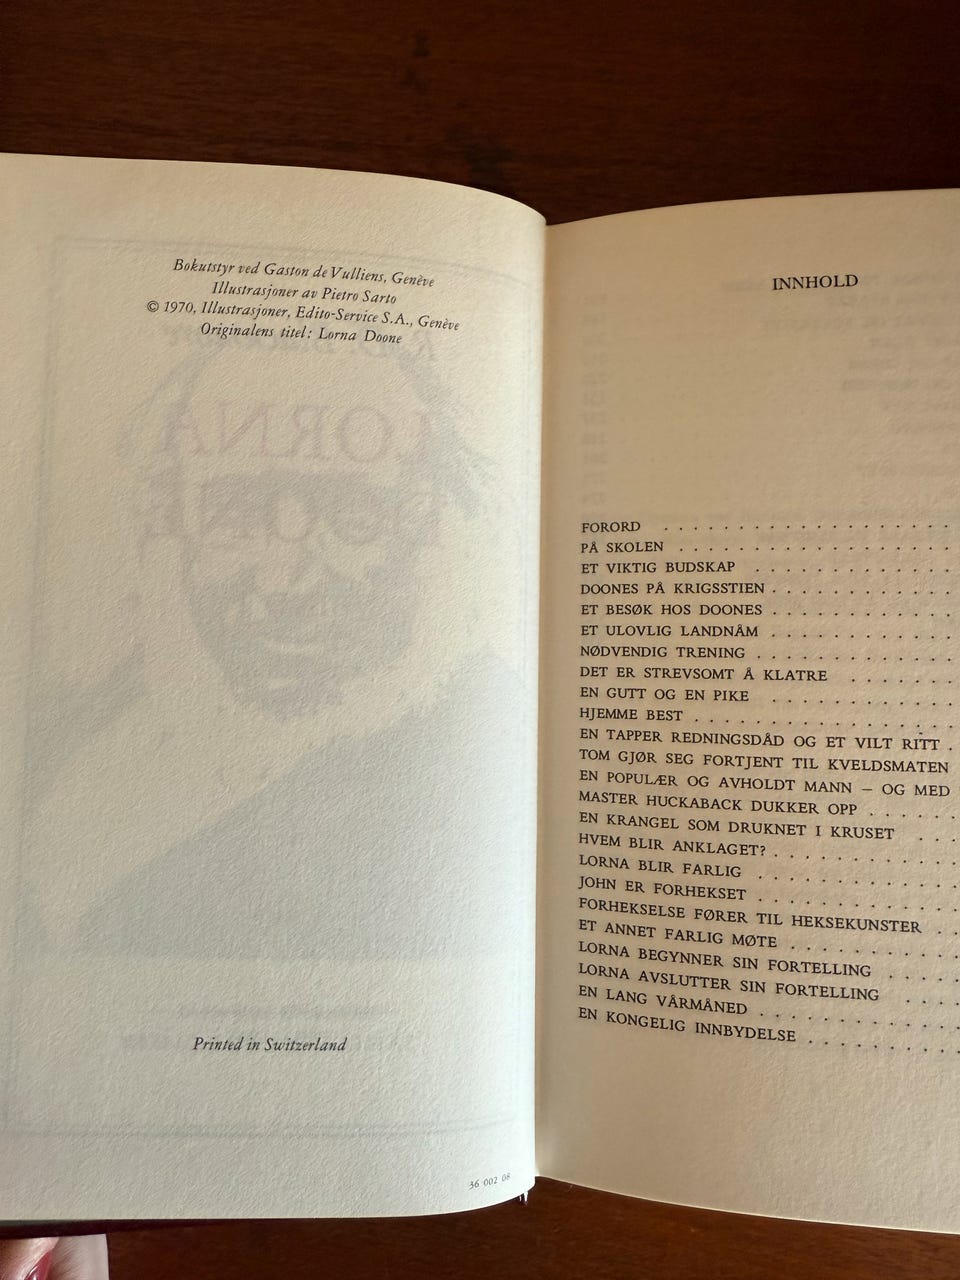 Bokutstyr ved Gaston de Vulliens, Genève
Illustrasjoner av Pietro Sarto
© 1970, Illustrasjoner, Edito-Service S.A., Genève
Originalens titel: Lorna Doone
LORNA
DOONE
Printed in Switzerland
36 002 08
INNHOLD
FORORD . . . . . . . . . . . . . . .
PÅ SKOLEN . . . . . . . . . . . . . .
ET VIKTIG BUDSKAP . . . . . . . . . .
DOONES PÅ KRIGSSTIEN . . . . . . . . .
ET BESØK HOS DOONES . . . . . . . . .
ET ULOVLIG LANDNÅM . . . . . . . . .
NØDVENDIG TRENING . . . . . . . . . .
DET ER STREVSOMT Å KLATRE . . . . . .
EN GUTT OG EN PIKE . . . . . . . . .
HJEMME BEST . . . . . . . . . . . . .
EN TAPPER REDNINGSDÅD OG ET VILT RITT .
TOM GJØR SEG FORTJENT TIL KVELDSMATEN
EN POPULÆR OG AVHOLDT MANN – OG MED
MASTER HUCKABACK DUKKER OPP . . . . .
EN KRANGEL SOM DRUKNET I KRUSET . .
HVEM BLIR ANKLAGET? . . . . . . . . .
LORNA BLIR FARLIG . . . . . . . . . .
JOHN ER FORHEKSET . . . . . . . . . .
FORHEKSELSE FØRER TIL HEKSEKUNSTER . .
ET ANNET FARLIG MØTE . . . . . . . .
LORNA BEGYNNER SIN FORTELLING . . . .
LORNA AVSLUTTER SIN FORTELLING . . .
EN LANG VÅRMÅNED . . . . . . . . . .
EN KONGELIG INNBYDELSE . . . . . . . .